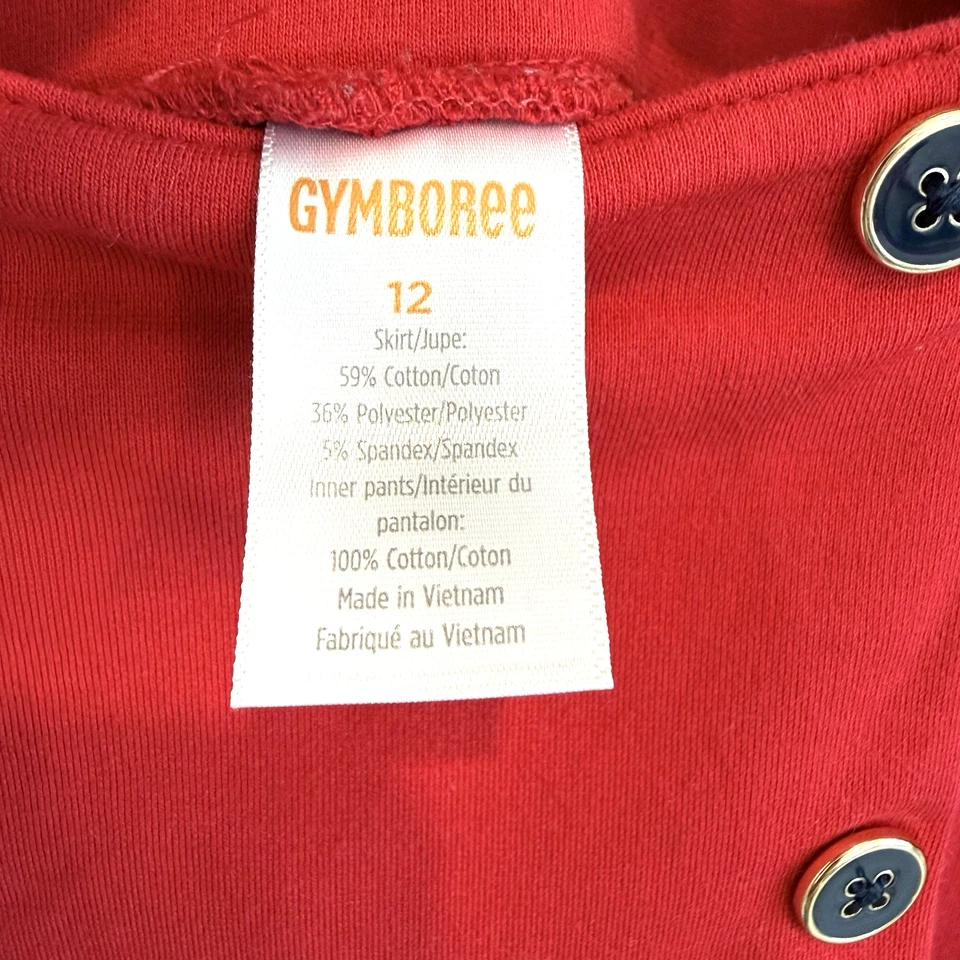 GYMBOREE
12
Skirt/Jupe:
59% Cotton/Coton
36% Polyester/Polyester
5% Spandex/Spandex
Inner pants/Intérieur du
pantalon:
100% Cotton/Coton
Made in Vietnam
Fabriqué au Vietnam